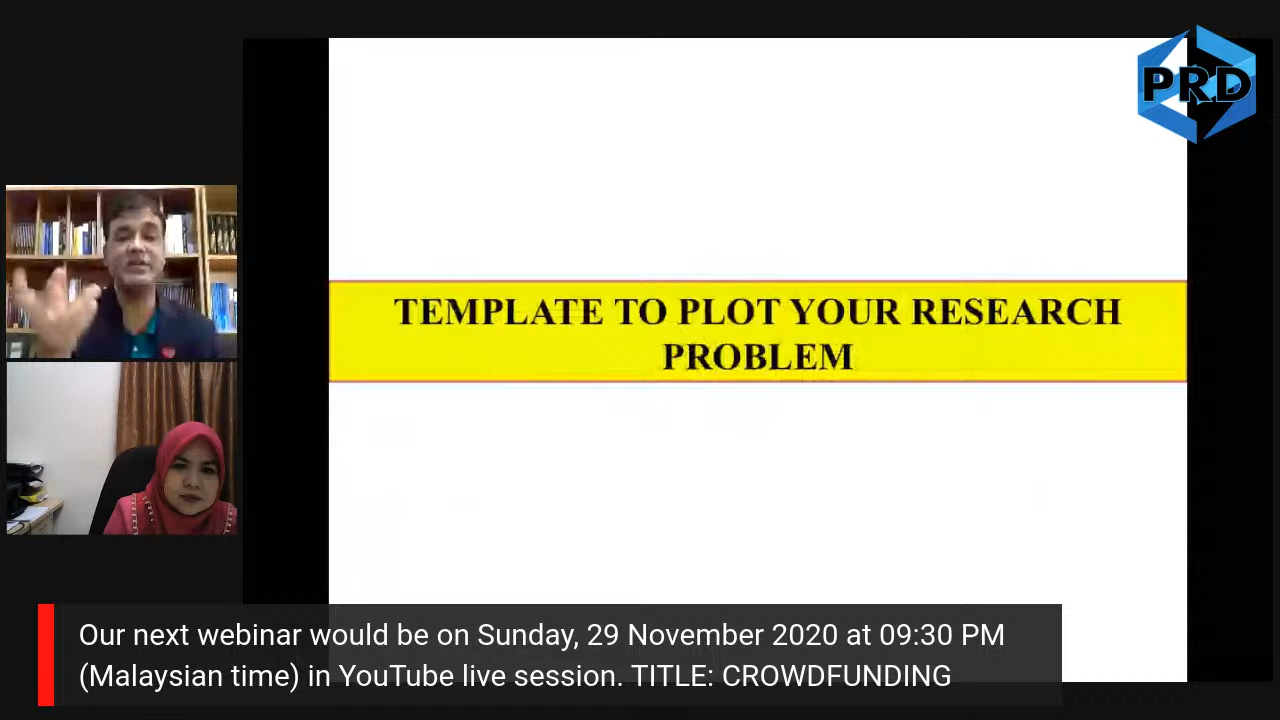 PRD
TEMPLATE TO PLOT YOUR RESEARCH
PROBLEM
Our next webinar would be on Sunday, 29 November 2020 at 09:30 PM
(Malaysian time) in YouTube live session. TITLE: CROWDFUNDING